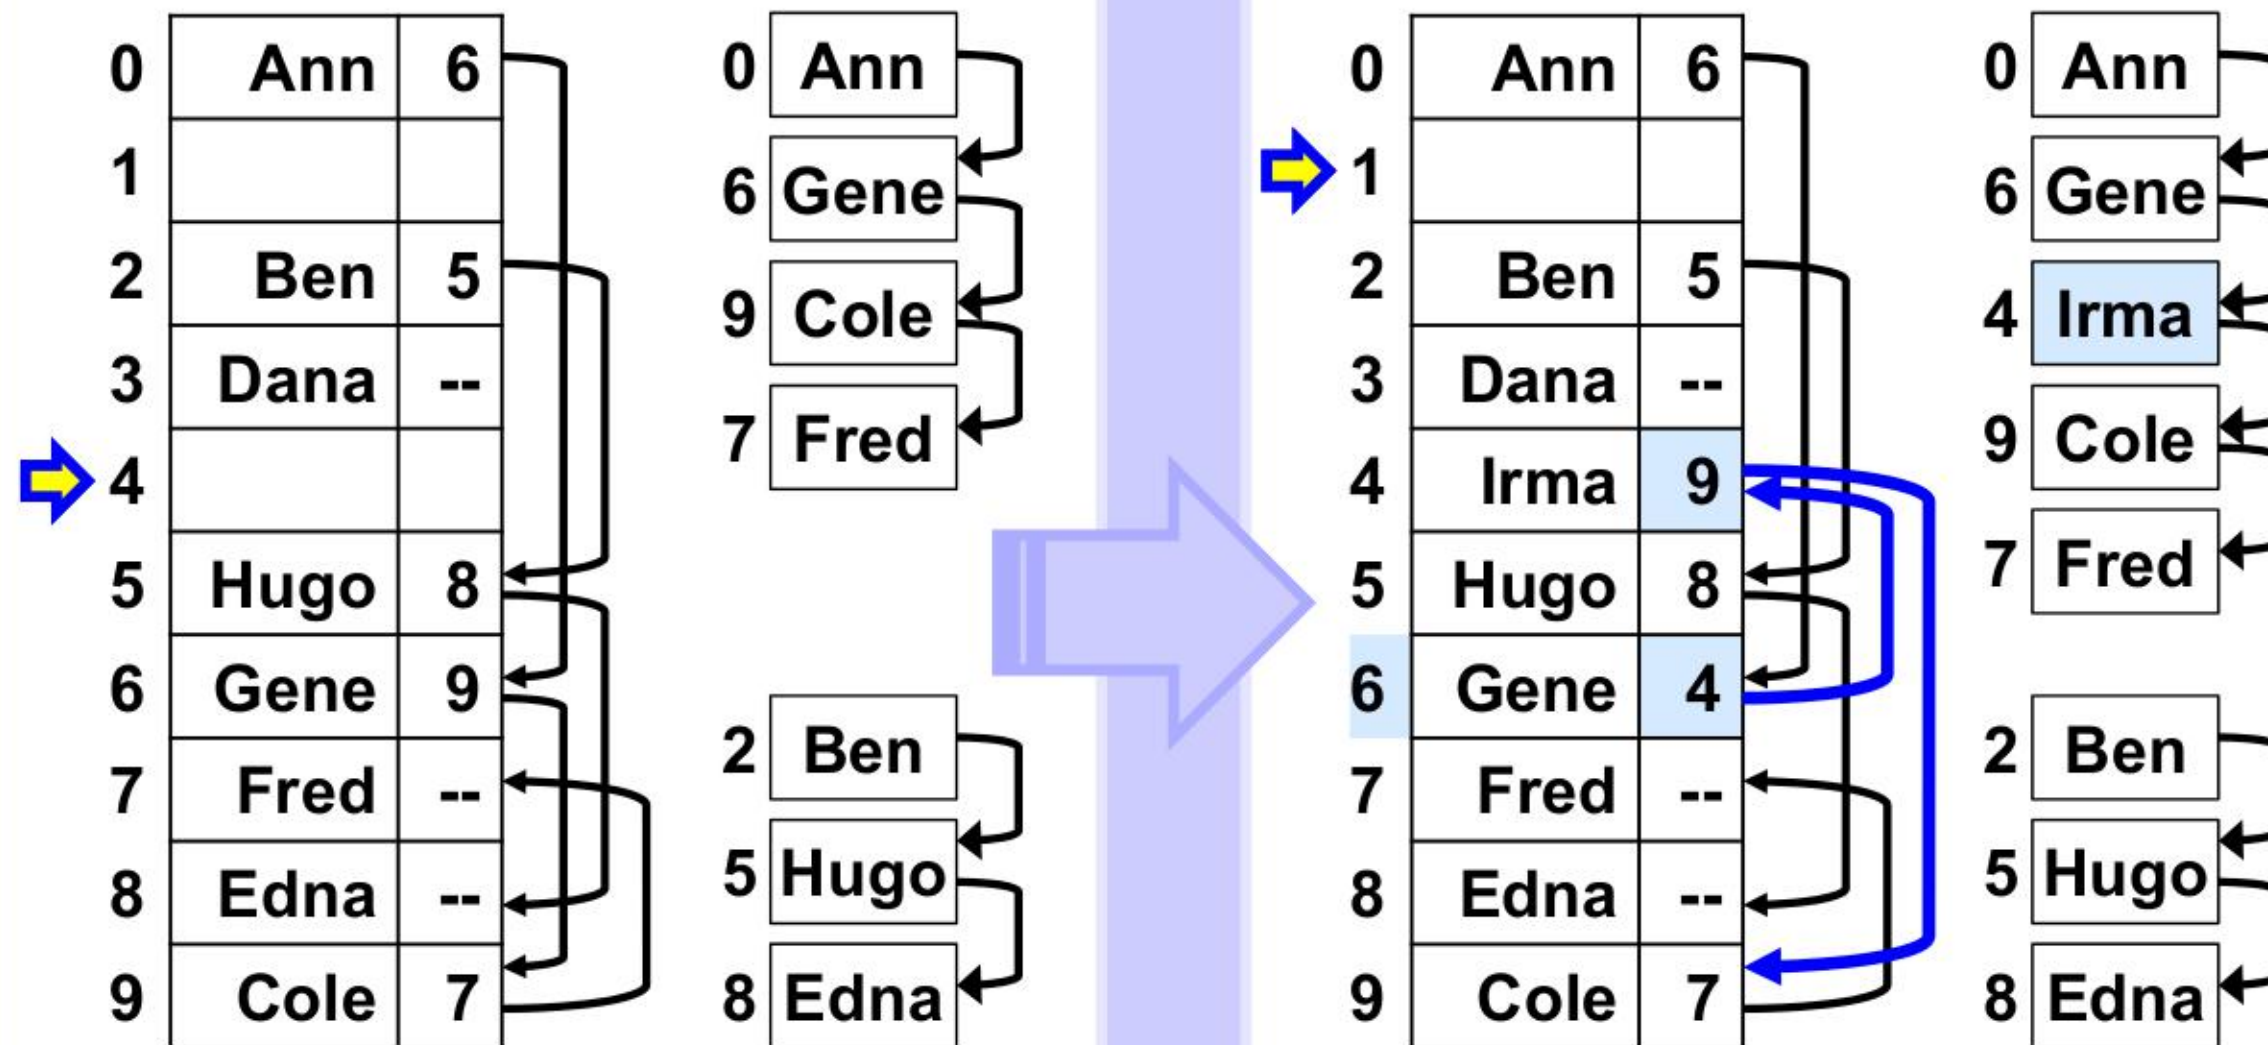 0 Ann 6
1
2 Ben 5
3 Dana --
4
5 Hugo 8
6 Gene 9
7 Fred --
8 Edna --
9 Cole 7
0 Ann
6 Gene
9 Cole
7 Fred
2 Ben
5 Hugo
8 Edna
0 Ann 6
1
2 Ben 5
3 Dana --
4 Irma 9
5 Hugo 8
6 Gene 4
7 Fred --
8 Edna --
9 Cole 7
0 Ann
6 Gene
4 Irma
9 Cole
7 Fred
2 Ben
5 Hugo
8 Edna